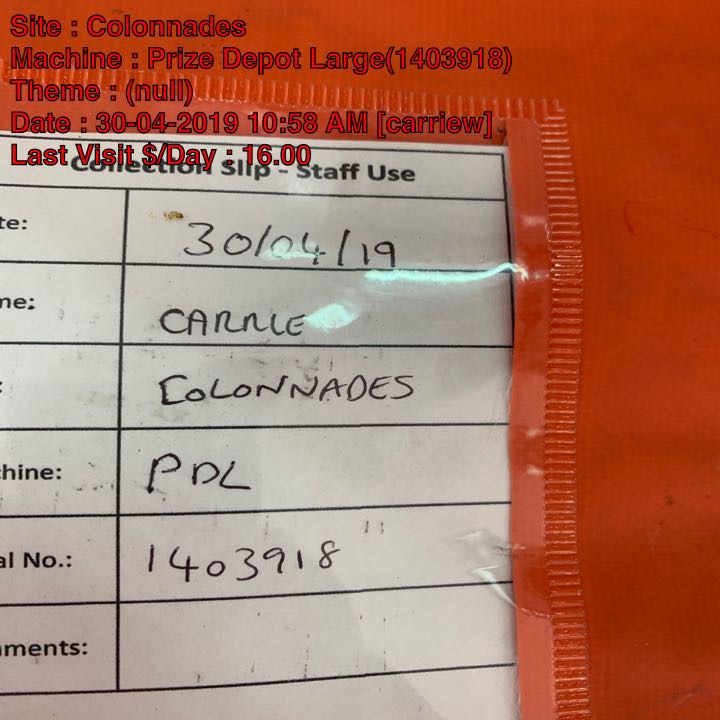 Site : Colonnades
Machine : Prize Depot Large(1403918)
Theme : (null)
Date : 30-04-2019 10:58 AM [carriew]
Last Visit $/Day : 16.00
Collection Slip - Staff Use
te: 30/04/19
me: CARRIE
: COLONNADES
chine: PDL
al No.: 1403918
mments: